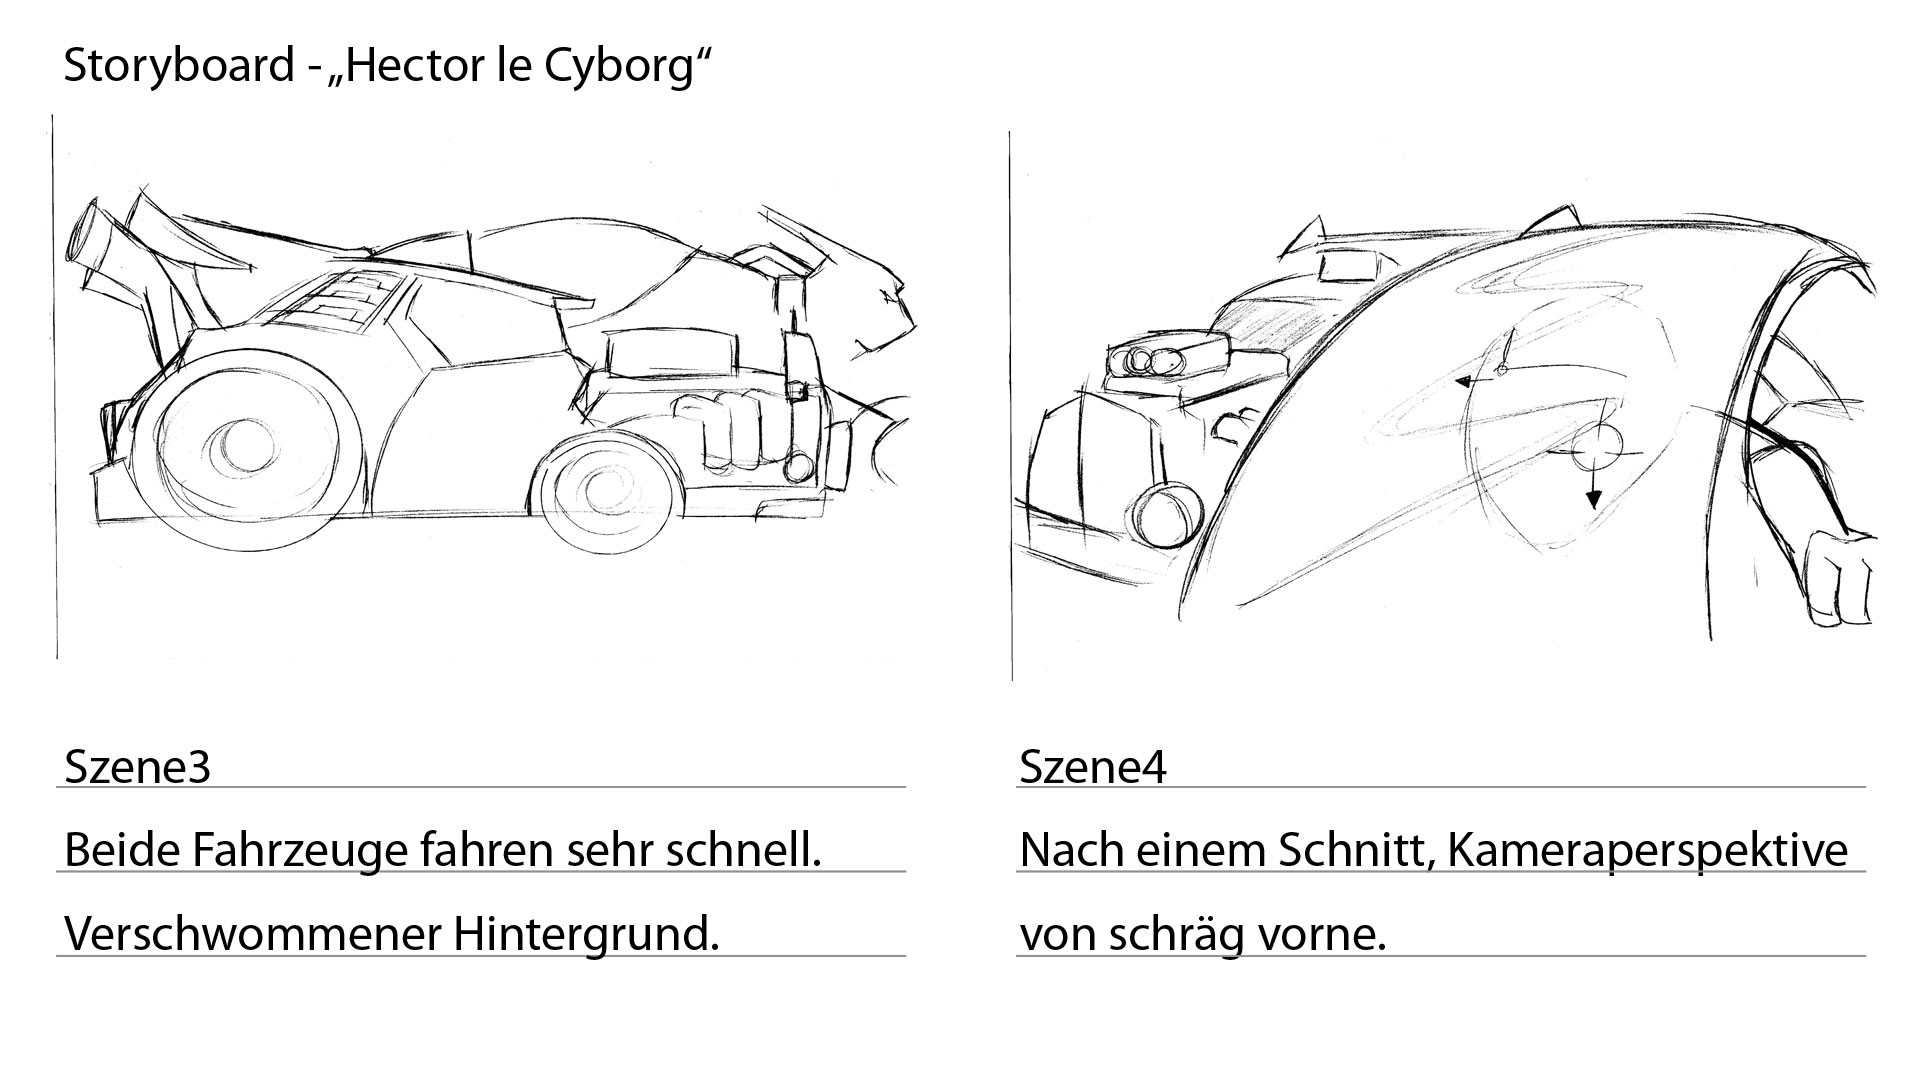 Storyboard - „Hector le Cyborg“
Szene3
Beide Fahrzeuge fahren sehr schnell.
Verschwommener Hintergrund.
Szene4
Nach einem Schnitt, Kameraperspektive
von schräg vorne.